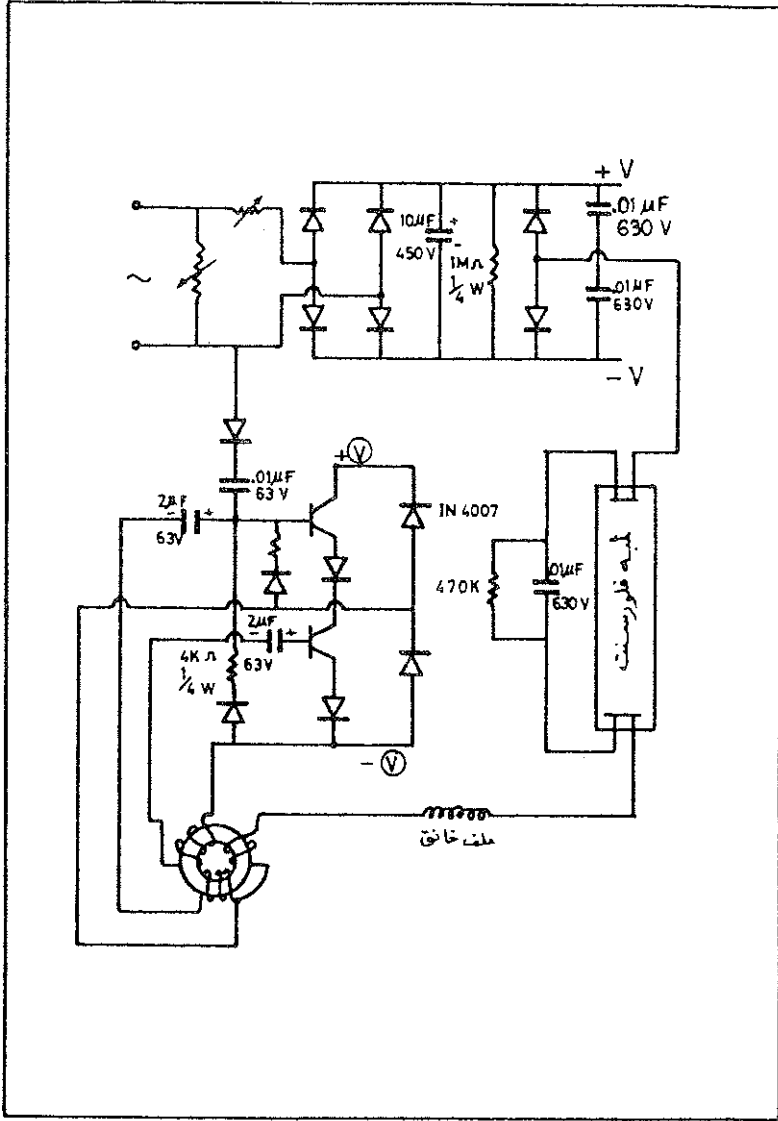 + V
.01µF
630 V
10µF
+
-
450V
1MΩ
1/4 W
.01µF
630V
- V
~
.01µF
63 V
+Ⓥ
2µF
- +
63V
IN 4007
470K
.01µF
630V
لمبة فلورسنت
2µF
- +
63V
4KΩ
1/4 W
- Ⓥ
ملف خانق